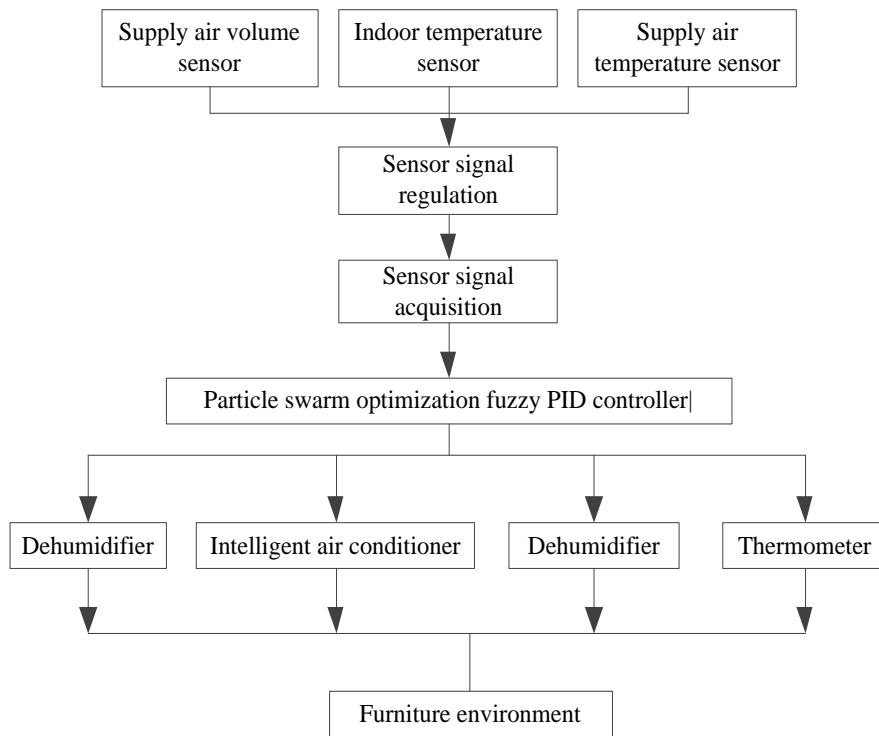 Supply air volume
sensor
Indoor temperature
sensor
Supply air
temperature sensor
Sensor signal
regulation
Sensor signal
acquisition
Particle swarm optimization fuzzy PID controller|
Dehumidifier
Intelligent air conditioner
Dehumidifier
Thermometer
Furniture environment